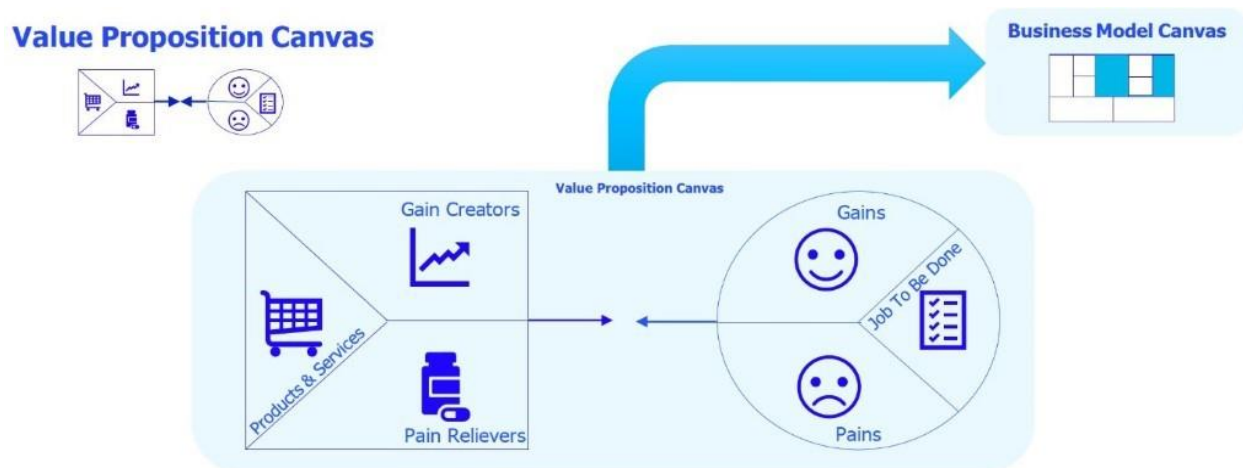 Value Proposition Canvas
Business Model Canvas
Value Proposition Canvas
Gain Creators
Products & Services
Pain Relievers
Gains
Job To Be Done
Pains